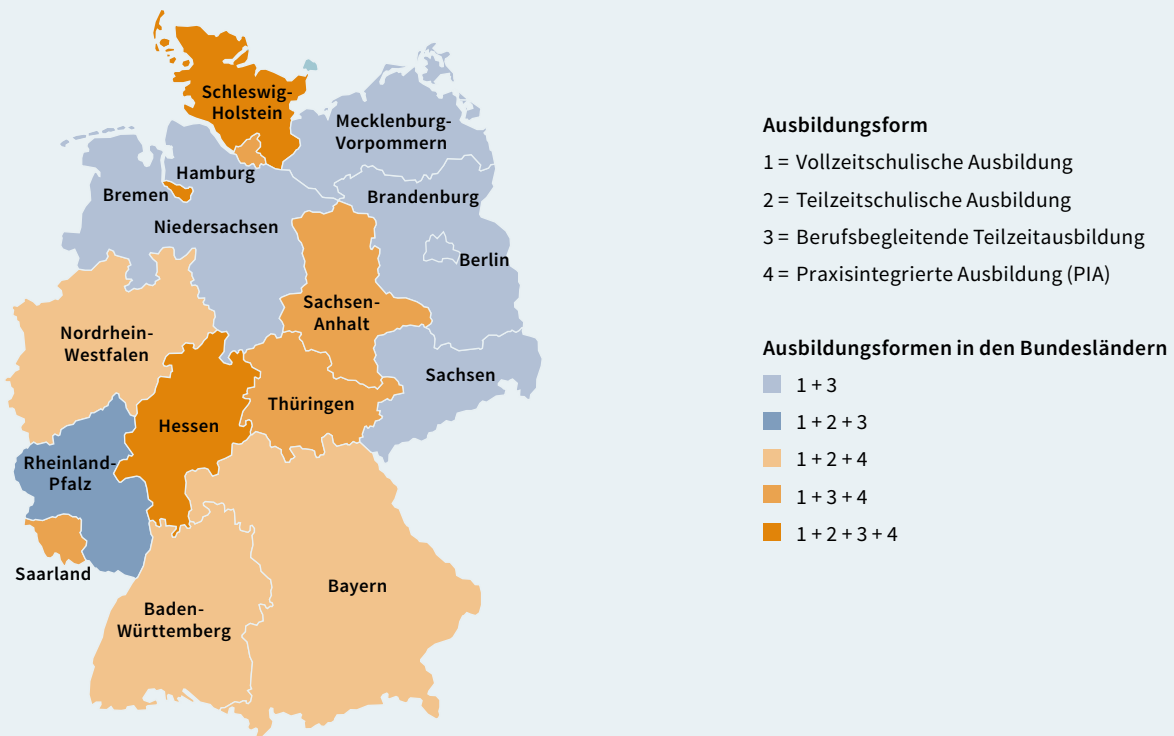 Schleswig-
Holstein
Mecklenburg-
Vorpommern
Hamburg
Bremen
Brandenburg
Niedersachsen
Berlin
Sachsen-
Anhalt
Nordrhein-
Westfalen
Sachsen
Thüringen
Hessen
Rheinland-
Pfalz
Saarland
Bayern
Baden-
Württemberg
Ausbildungsform
1 = Vollzeitschulische Ausbildung
2 = Teilzeitschulische Ausbildung
3 = Berufsbegleitende Teilzeitausbildung
4 = Praxisintegrierte Ausbildung (PIA)
Ausbildungsformen in den Bundesländern
1 + 3
1 + 2 + 3
1 + 2 + 4
1 + 3 + 4
1 + 2 + 3 + 4